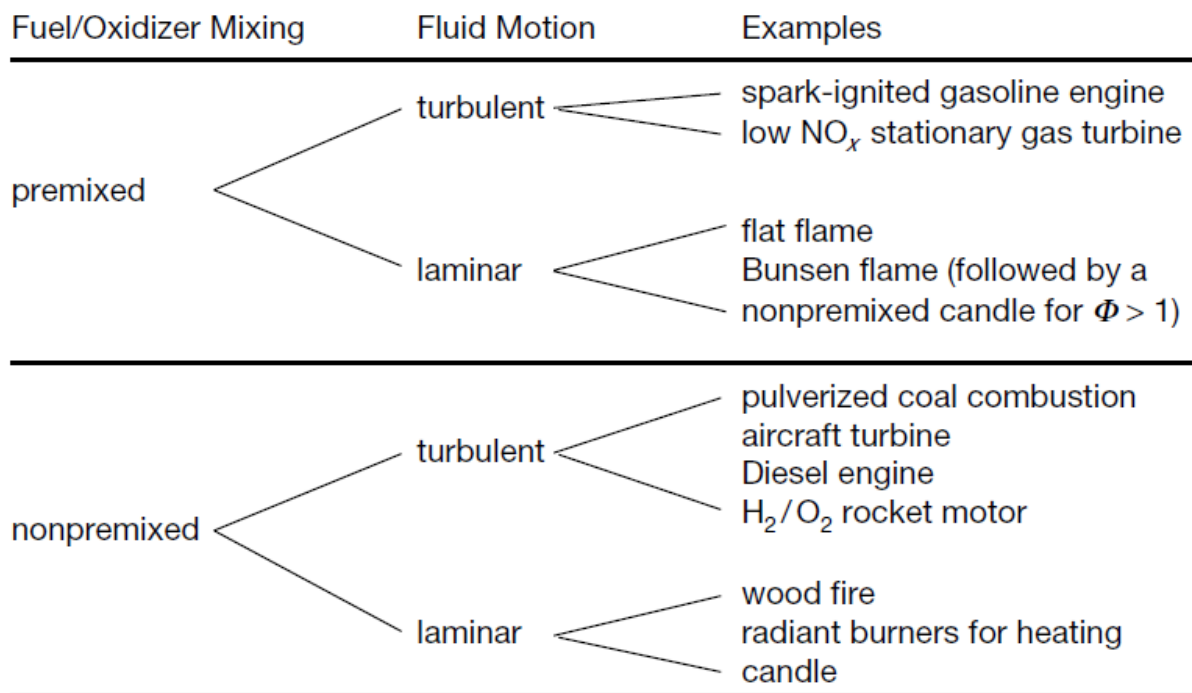 Fuel/Oxidizer Mixing Fluid Motion Examples
turbulent
spark-ignited gasoline engine
low NOₓ stationary gas turbine
premixed
laminar
flat flame
Bunsen flame (followed by a
nonpremixed candle for Φ > 1)
turbulent
pulverized coal combustion
aircraft turbine
Diesel engine
H₂/O₂ rocket motor
nonpremixed
laminar
wood fire
radiant burners for heating
candle